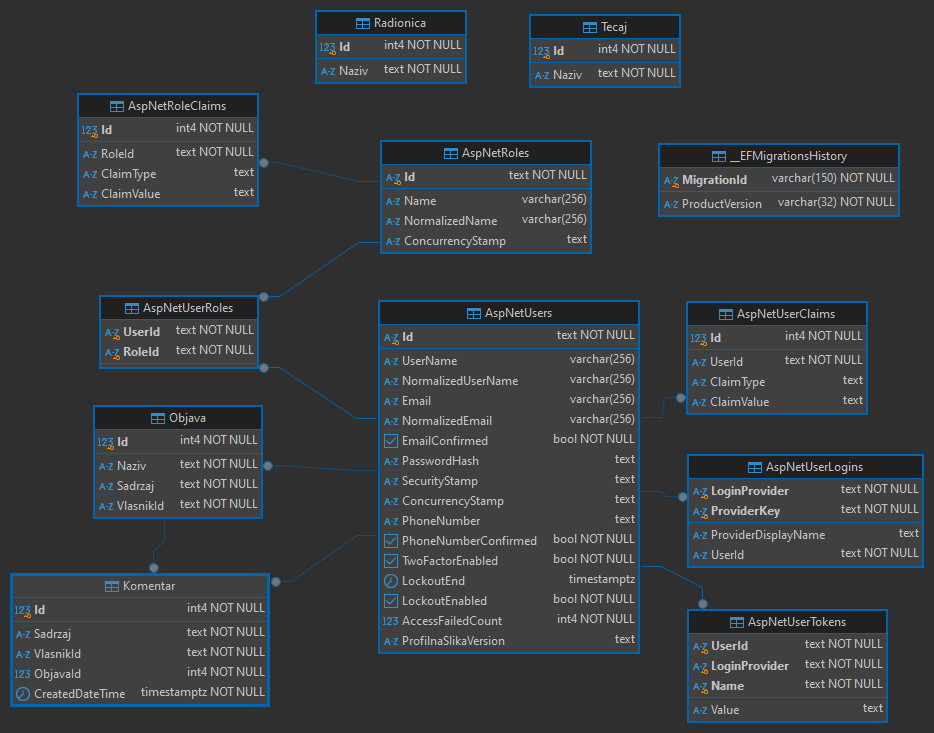 Radionica
123 Id int4 NOT NULL
A-Z Naziv text NOT NULL
Tecaj
123 Id int4 NOT NULL
A-Z Naziv text NOT NULL
AspNetRoleClaims
123 Id int4 NOT NULL
A-Z RoleId text NOT NULL
A-Z ClaimType text
A-Z ClaimValue text
AspNetRoles
A-Z Id text NOT NULL
A-Z Name varchar(256)
A-Z NormalizedName varchar(256)
A-Z ConcurrencyStamp text
__EFMigrationsHistory
A-Z MigrationId varchar(150) NOT NULL
A-Z ProductVersion varchar(32) NOT NULL
AspNetUserRoles
A-Z UserId text NOT NULL
A-Z RoleId text NOT NULL
AspNetUsers
A-Z Id text NOT NULL
A-Z UserName varchar(256)
A-Z NormalizedUserName varchar(256)
A-Z Email varchar(256)
A-Z NormalizedEmail varchar(256)
EmailConfirmed bool NOT NULL
A-Z PasswordHash text
A-Z SecurityStamp text
A-Z ConcurrencyStamp text
A-Z PhoneNumber text
PhoneNumberConfirmed bool NOT NULL
TwoFactorEnabled bool NOT NULL
LockoutEnd timestamptz
LockoutEnabled bool NOT NULL
123 AccessFailedCount int4 NOT NULL
A-Z ProfilnaSlikaVersion text
AspNetUserClaims
123 Id int4 NOT NULL
A-Z UserId text NOT NULL
A-Z ClaimType text
A-Z ClaimValue text
Objava
123 Id int4 NOT NULL
A-Z Naziv text NOT NULL
A-Z Sadrzaj text NOT NULL
A-Z VlasnikId text NOT NULL
AspNetUserLogins
A-Z LoginProvider text NOT NULL
A-Z ProviderKey text NOT NULL
A-Z ProviderDisplayName text
A-Z UserId text NOT NULL
Komentar
123 Id int4 NOT NULL
A-Z Sadrzaj text NOT NULL
A-Z VlasnikId text NOT NULL
123 ObjavaId int4 NOT NULL
CreatedDateTime timestamptz NOT NULL
AspNetUserTokens
A-Z UserId text NOT NULL
A-Z LoginProvider text NOT NULL
A-Z Name text NOT NULL
A-Z Value text